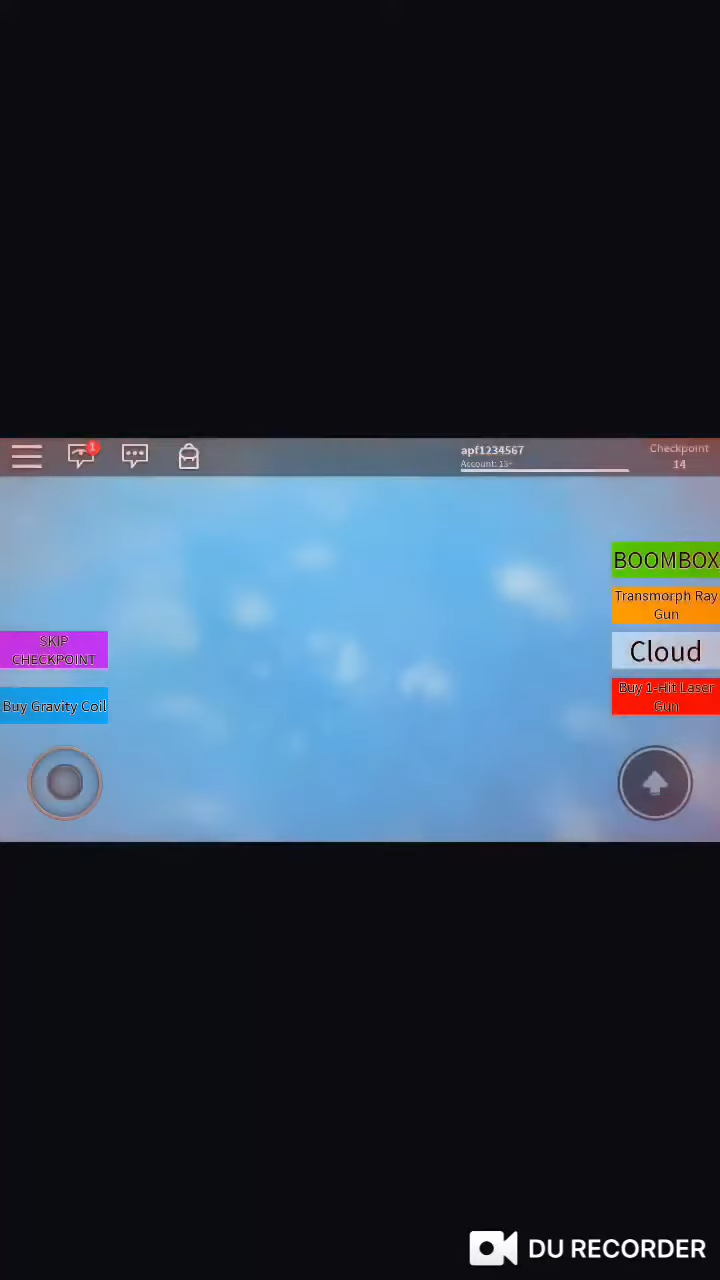 1
apf1234567
Account: 13+
Checkpoint
14
BOOMBOX
Transmorph Ray
Gun
SKIP
CHECKPOINT
Cloud
Buy Gravity Coil
Buy 1-Hit Laser
Gun
DU RECORDER